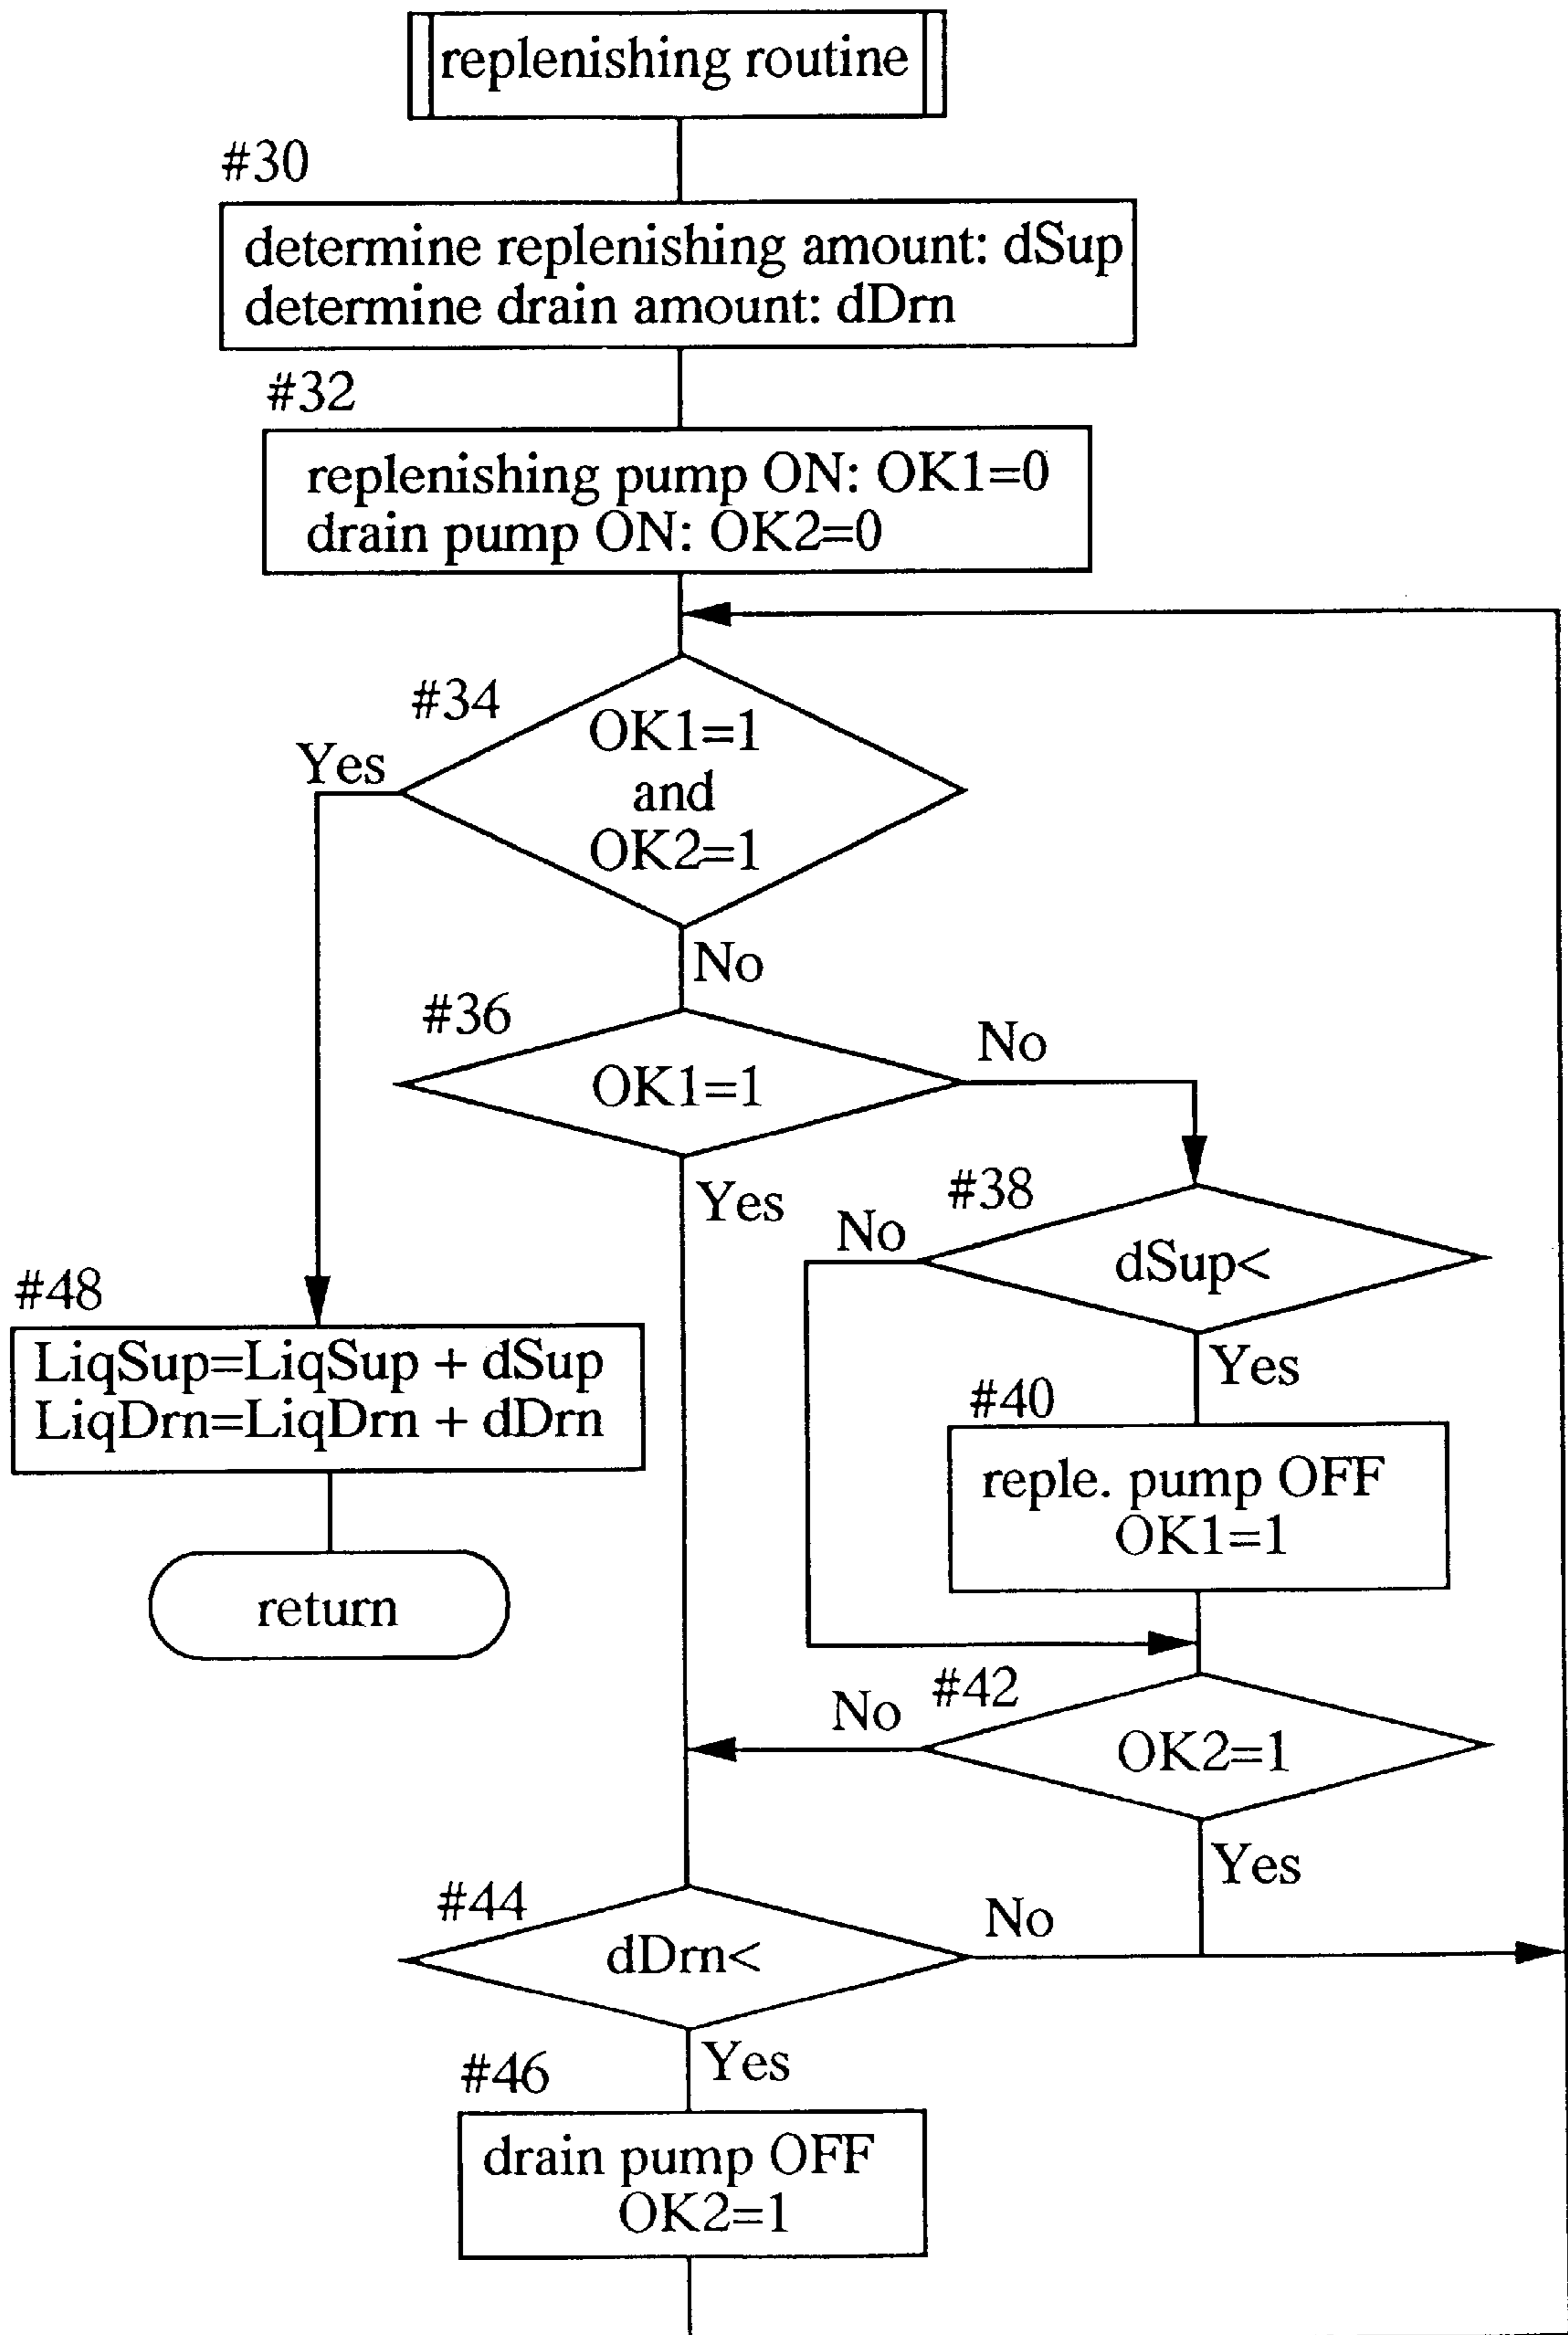 replenishing routine
#30
determine replenishing amount: dSup
determine drain amount: dDrn
#32
replenishing pump ON: OK1=0
drain pump ON: OK2=0
#34
OK1=1
and
OK2=1
Yes
No
#36
OK1=1
No
Yes
#38
dSup<
No
Yes
#40
reple. pump OFF
OK1=1
#48
LiqSup=LiqSup + dSup
LiqDrn=LiqDrn + dDrn
return
#42
OK2=1
No
Yes
#44
dDrn<
No
Yes
#46
drain pump OFF
OK2=1